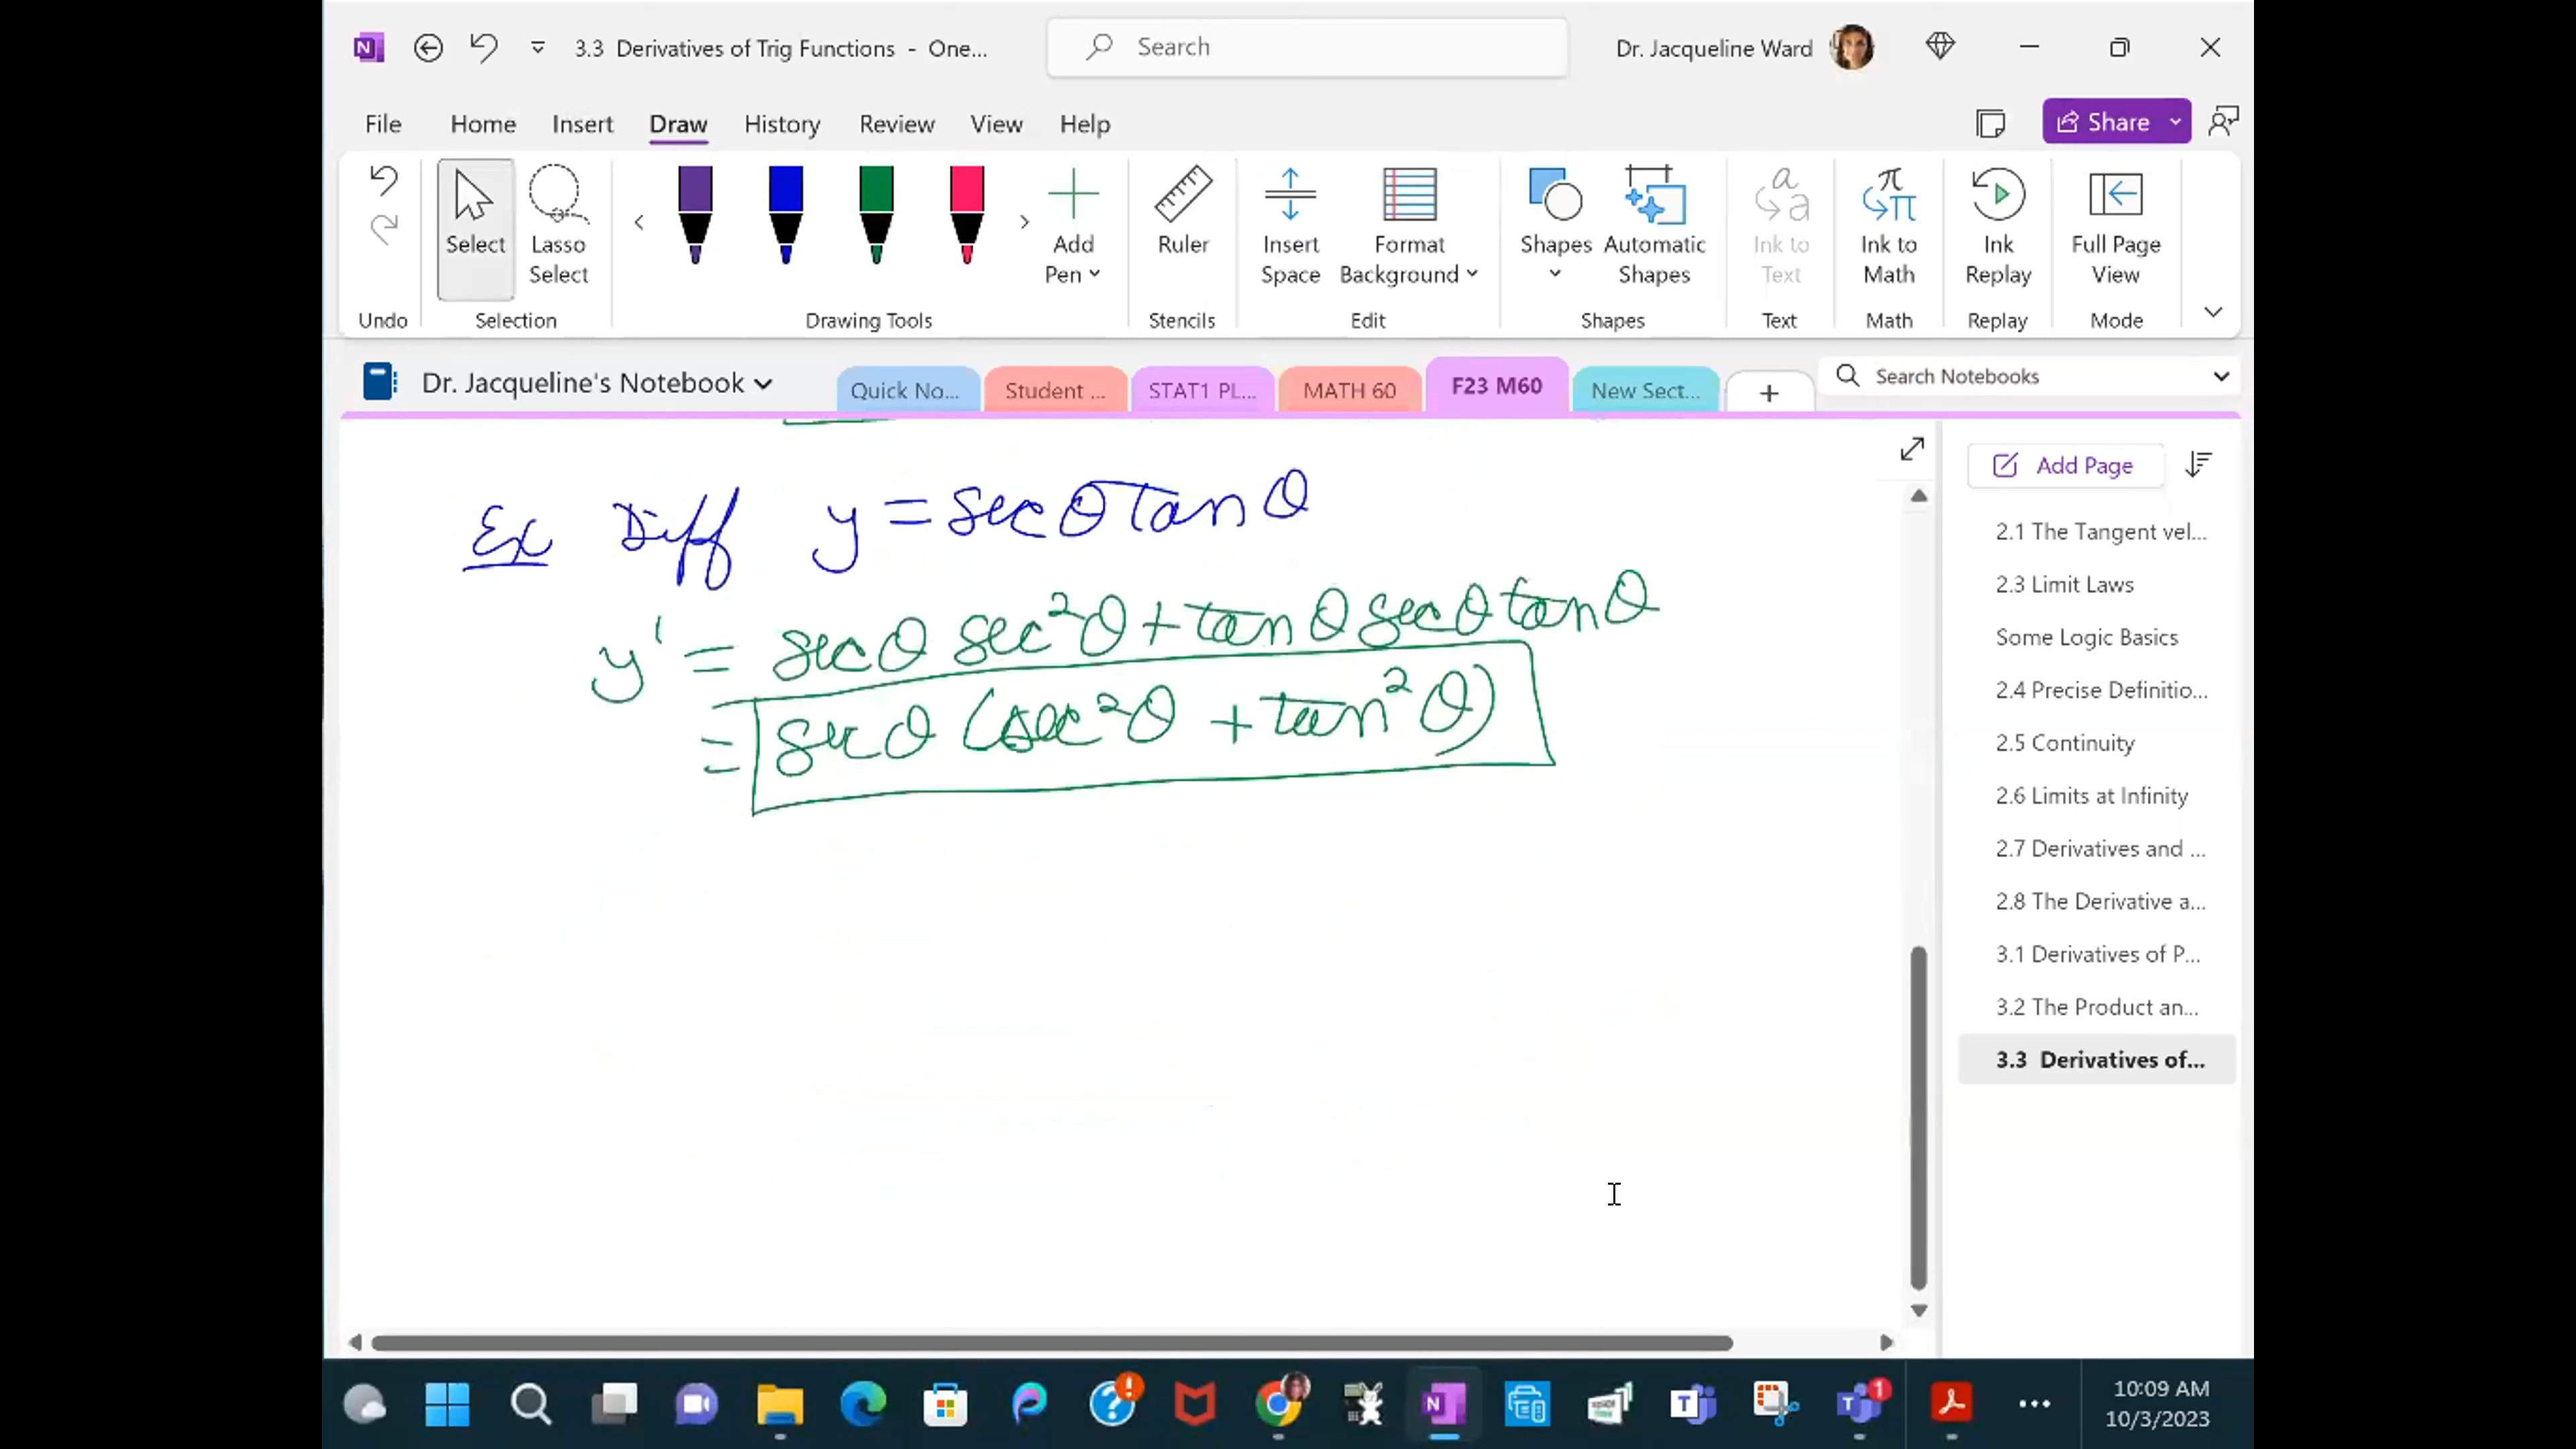 3.3 Derivatives of Trig Functions - One...
Search
Dr. Jacqueline Ward
File Home Insert Draw History Review View Help
Share
Select
Lasso Select
Add Pen
Ruler
Insert Space
Format Background
Shapes
Automatic Shapes
Ink to Text
Ink to Math
Ink Replay
Full Page View
Undo Selection Drawing Tools Stencils Edit Shapes Text Math Replay Mode
Dr. Jacqueline's Notebook
Quick No... Student ... STAT1 PL... MATH 60 F23 M60 New Sect... +
Search Notebooks
Ex Diff y = secθ tanθ
y' = secθ sec²θ + tanθ secθ tanθ
= secθ (sec²θ + tan²θ)
Add Page
2.1 The Tangent vel...
2.3 Limit Laws
Some Logic Basics
2.4 Precise Definitio...
2.5 Continuity
2.6 Limits at Infinity
2.7 Derivatives and ...
2.8 The Derivative a...
3.1 Derivatives of P...
3.2 The Product an...
3.3 Derivatives of...
10:09 AM
10/3/2023